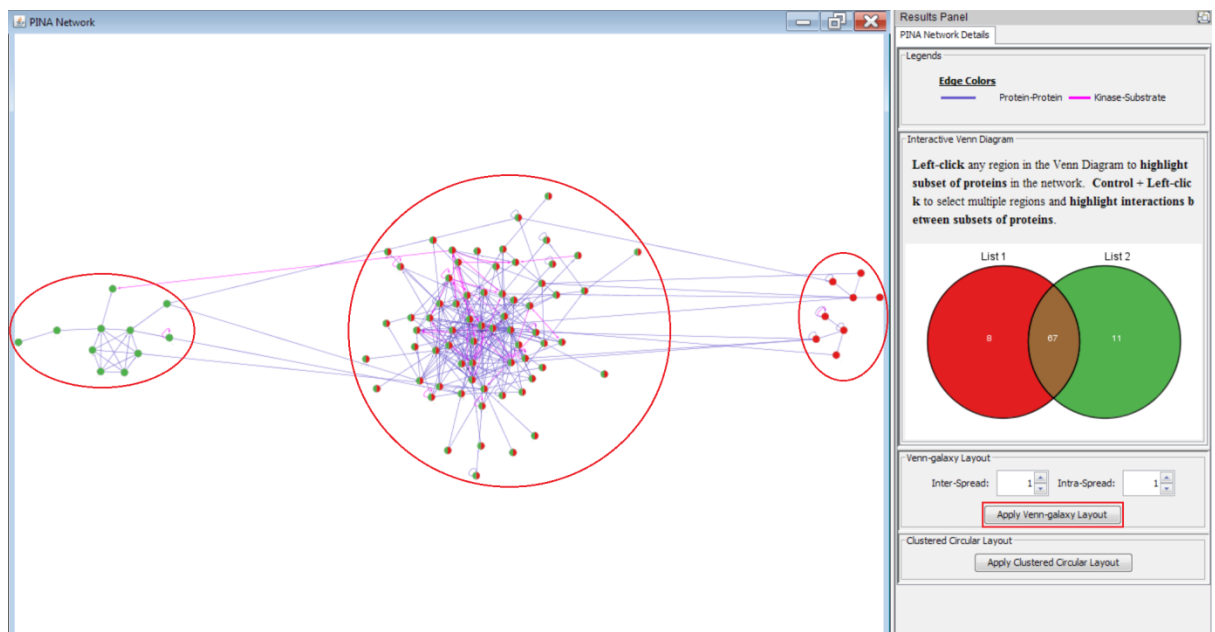 PINA Network
Results Panel
PINA Network Details
Legends
Edge Colors
Protein-Protein
Kinase-Substrate
Interactive Venn Diagram
Left-click any region in the Venn Diagram to highlight
subset of proteins in the network. Control + Left-clic
k to select multiple regions and highlight interactions b
etween subsets of proteins.
List 1
List 2
8
67
11
Venn-galaxy Layout
Inter-Spread: 1 Intra-Spread: 1
Apply Venn-galaxy Layout
Clustered Circular Layout
Apply Clustered Circular Layout